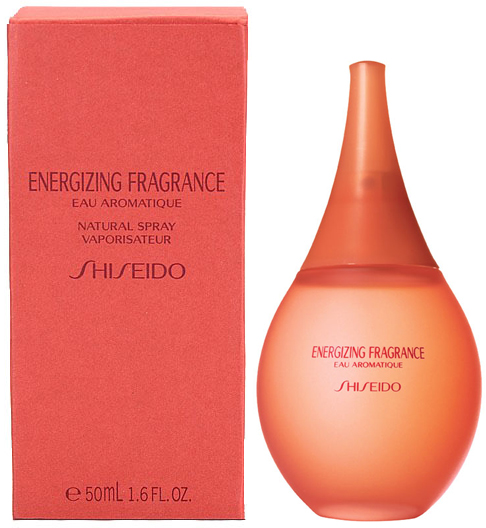 ENERGIZING FRAGRANCE
EAU AROMATIQUE
NATURAL SPRAY
VAPORISATEUR
SHISEIDO
℮ 50mL 1.6 FL.OZ.
ENERGIZING FRAGRANCE
EAU AROMATIQUE
SHISEIDO